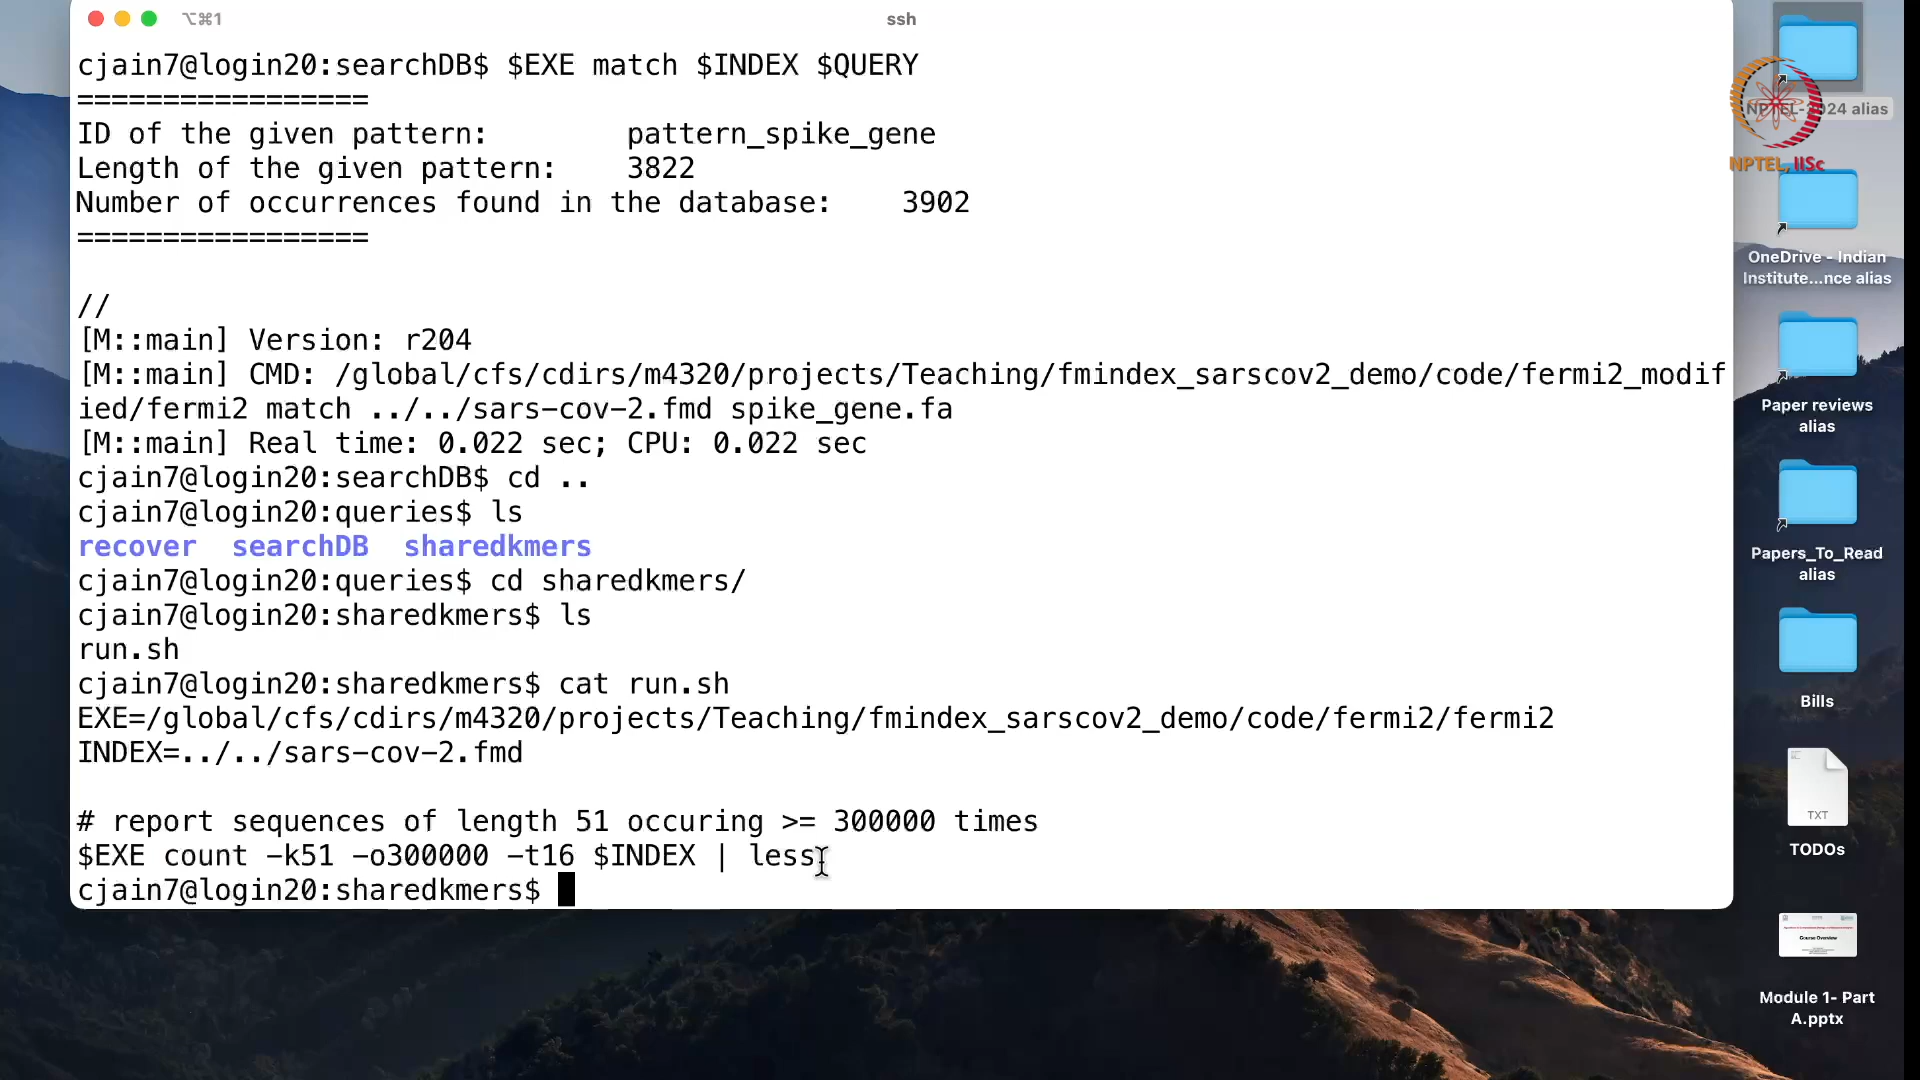 ⌥⌘1
ssh
cjain7@login20:searchDB$ $EXE match $INDEX $QUERY
=================
ID of the given pattern: pattern_spike_gene
Length of the given pattern: 3822
Number of occurrences found in the database: 3902
=================
//
[M::main] Version: r204
[M::main] CMD: /global/cfs/cdirs/m4320/projects/Teaching/fmindex_sarscov2_demo/code/fermi2_modif
ied/fermi2 match ../../sars-cov-2.fmd spike_gene.fa
[M::main] Real time: 0.022 sec; CPU: 0.022 sec
cjain7@login20:searchDB$ cd ..
cjain7@login20:queries$ ls
recover searchDB sharedkmers
cjain7@login20:queries$ cd sharedkmers/
cjain7@login20:sharedkmers$ ls
run.sh
cjain7@login20:sharedkmers$ cat run.sh
EXE=/global/cfs/cdirs/m4320/projects/Teaching/fmindex_sarscov2_demo/code/fermi2/fermi2
INDEX=../../sars-cov-2.fmd
# report sequences of length 51 occuring >= 300000 times
$EXE count -k51 -o300000 -t16 $INDEX | less
cjain7@login20:sharedkmers$
NPTEL-2024 alias
NPTEL, IISc
OneDrive - Indian
Institute...nce alias
Paper reviews
alias
Papers_To_Read
alias
Bills
TXT
TODOs
Course Overview
Module 1- Part
A.pptx